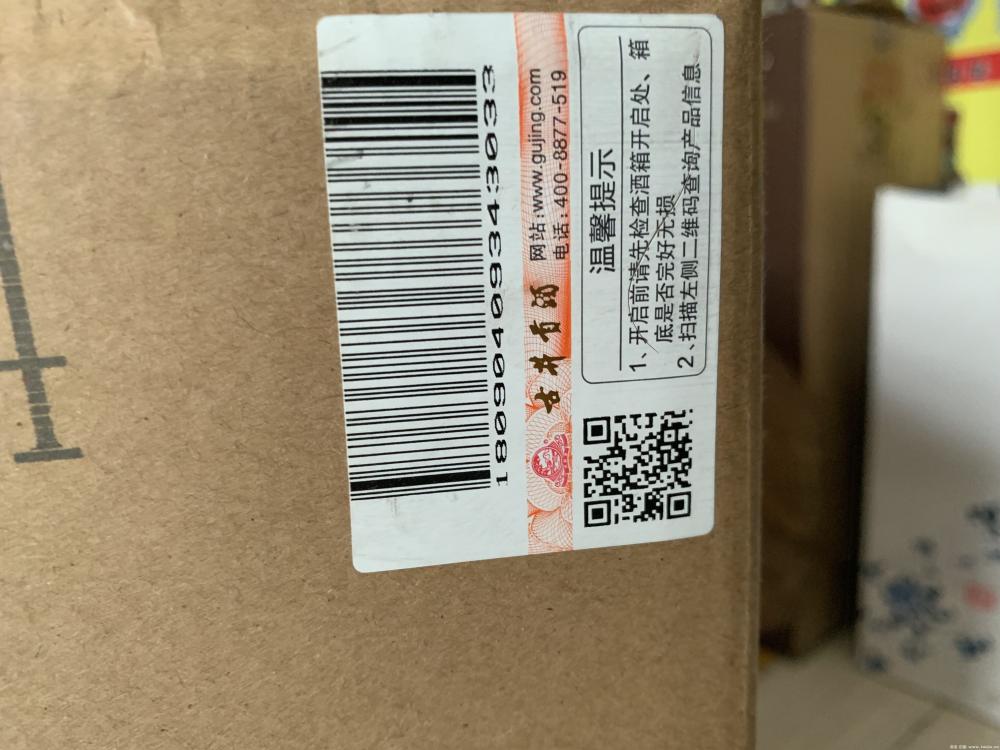 18090409343033
古井贡酒
网站:www.gujing.com
电话:400-8877-519
温馨提示
1、开启前请先检查酒箱开启处、箱
底是否完好无损
2、扫描左侧二维码查询产品信息